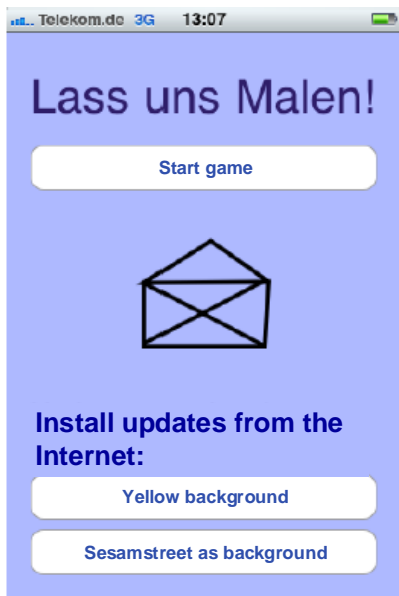 Telekom.de 3G 13:07
Lass uns Malen!
Start game
Install updates from the
Internet:
Yellow background
Sesamstreet as background